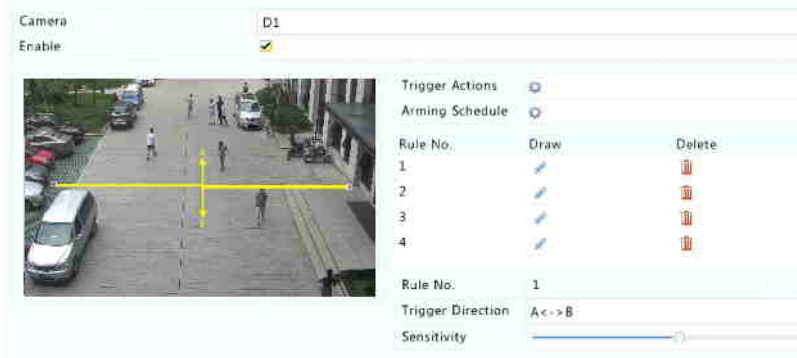 Camera D1
Enable
Trigger Actions
Arming Schedule
Rule No. Draw Delete
1
2
3
4
Rule No. 1
Trigger Direction A<->B
Sensitivity